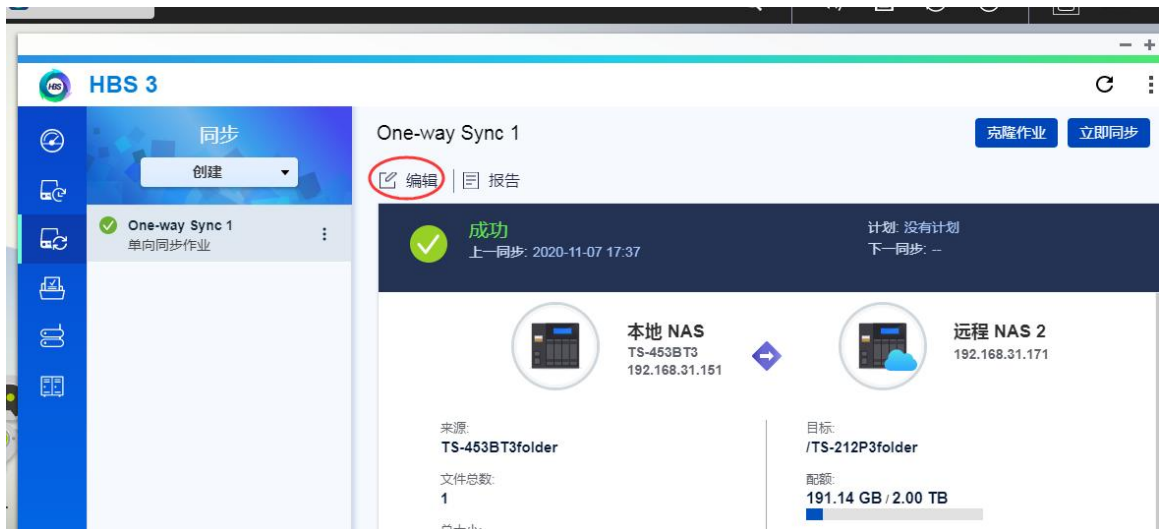 HBS
HBS 3
同步
创建
One-way Sync 1
单向同步作业
One-way Sync 1
克隆作业
立即同步
编辑
报告
成功
上一同步: 2020-11-07 17:37
计划: 没有计划
下一同步: --
本地 NAS
TS-453BT3
192.168.31.151
远程 NAS 2
192.168.31.171
来源:
TS-453BT3folder
文件总数:
1
目标:
/TS-212P3folder
配额:
191.14 GB / 2.00 TB